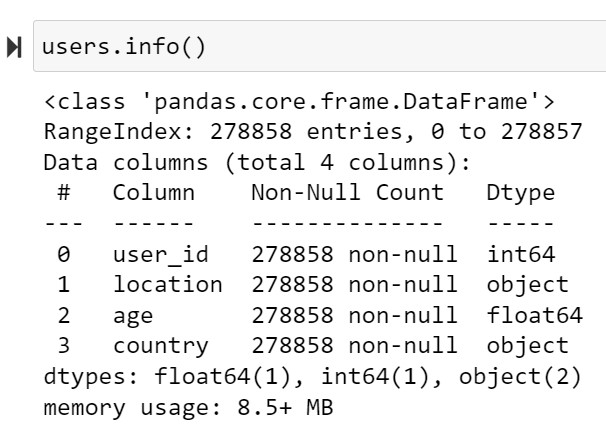 users.info()
<class 'pandas.core.frame.DataFrame'>
RangeIndex: 278858 entries, 0 to 278857
Data columns (total 4 columns):
 #   Column    Non-Null Count   Dtype
---  ------    --------------   -----
 0   user_id   278858 non-null  int64
 1   location  278858 non-null  object
 2   age       278858 non-null  float64
 3   country   278858 non-null  object
dtypes: float64(1), int64(1), object(2)
memory usage: 8.5+ MB